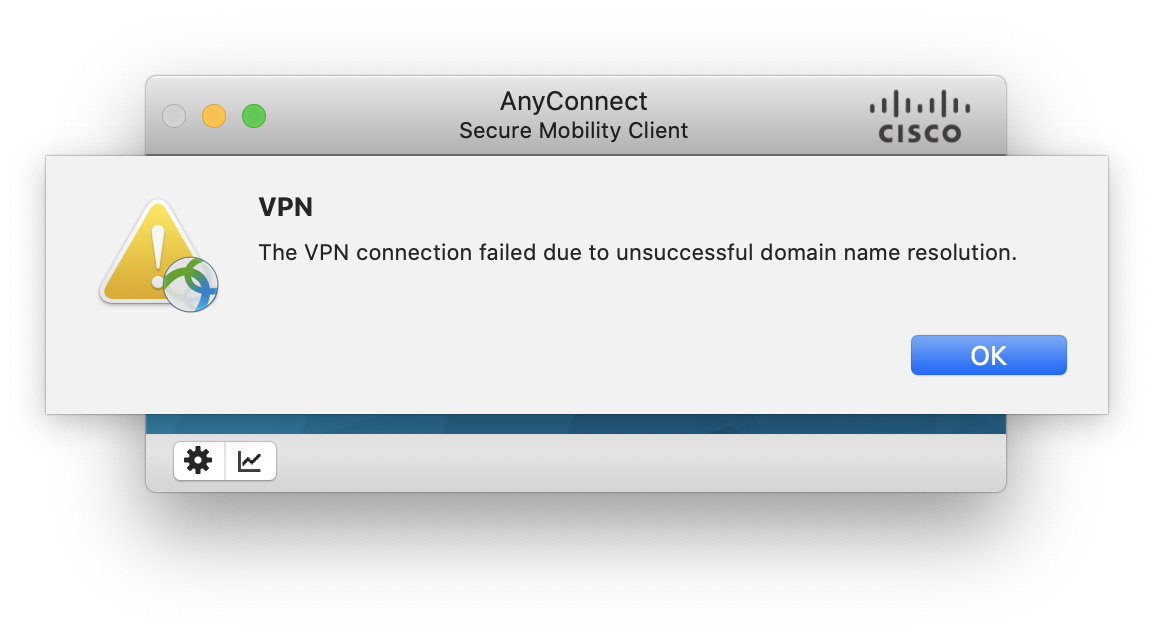 AnyConnect
Secure Mobility Client
CISCO
VPN
The VPN connection failed due to unsuccessful domain name resolution.
OK